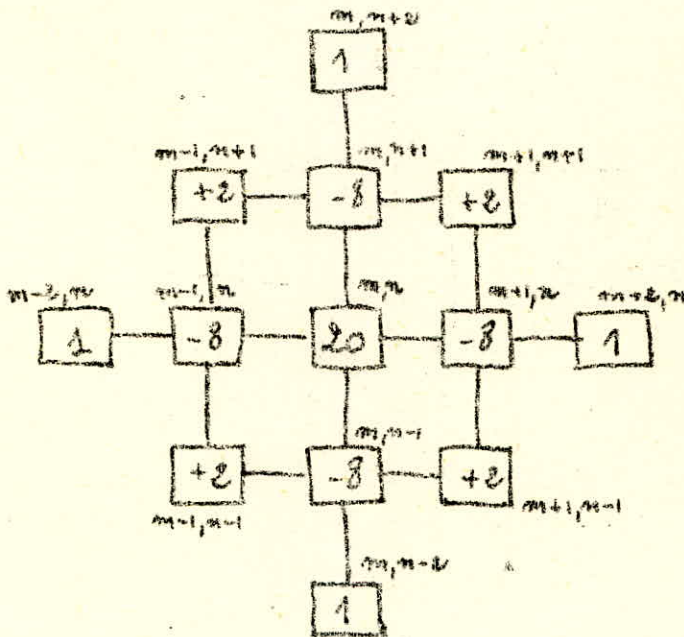 m, n+2
1
m-1, n+1 m, n+1 m+1, n+1
+2 -8 +2
m-2, n m-1, n m, n m+1, n m+2, n
1 -8 20 -8 1
m, n-1
+2 -8 +2
m-1, n-1 m+1, n-1
m, n-2
1